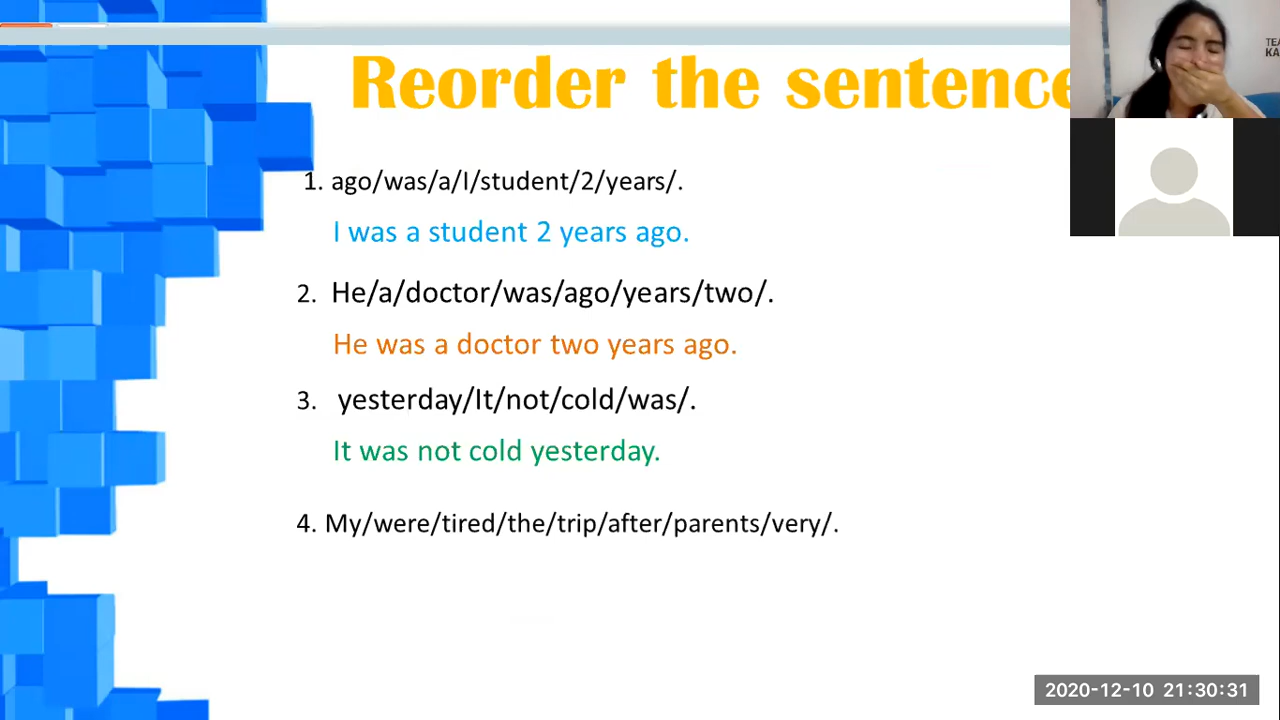 Reorder the sentence
1. ago/was/a/I/student/2/years/.
I was a student 2 years ago.
2. He/a/doctor/was/ago/years/two/.
He was a doctor two years ago.
3. yesterday/It/not/cold/was/.
It was not cold yesterday.
4. My/were/tired/the/trip/after/parents/very/.
2020-12-10 21:30:31